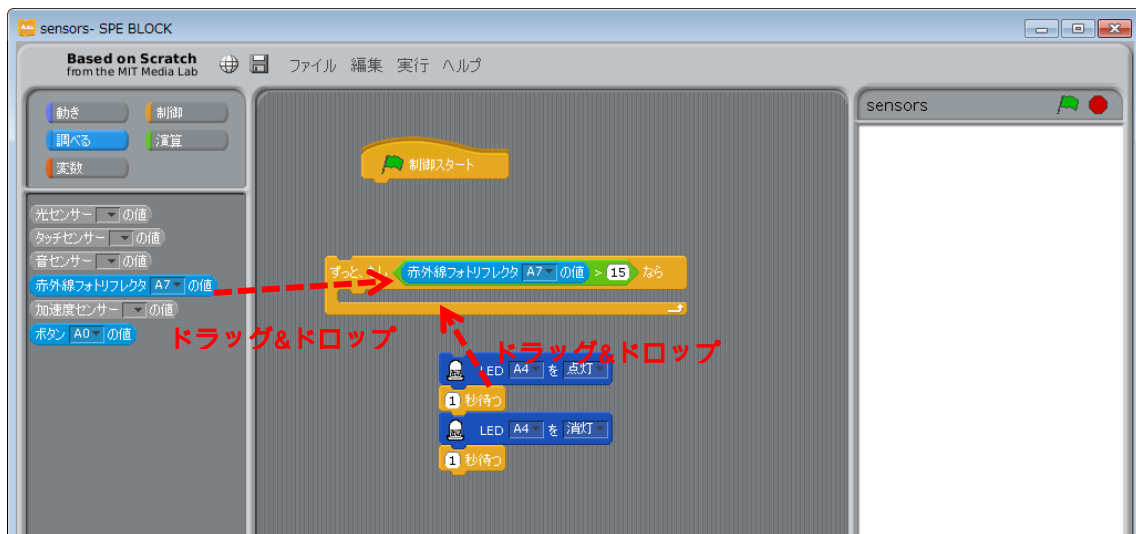 sensors- SPE BLOCK
Based on Scratch
from the MIT Media Lab
ファイル 編集 実行 ヘルプ
動き 制御
調べる 演算
変数
光センサー の値
タッチセンサー の値
音センサー の値
赤外線フォトリフレクタ A7 の値
加速度センサー の値
ボタン A0 の値
制御スタート
ずっと、もし 赤外線フォトリフレクタ A7 の値 > 15 なら
ドラッグ&ドロップ
ドラッグ&ドロップ
LED A4 を 点灯
1 秒待つ
LED A4 を 消灯
1 秒待つ
sensors